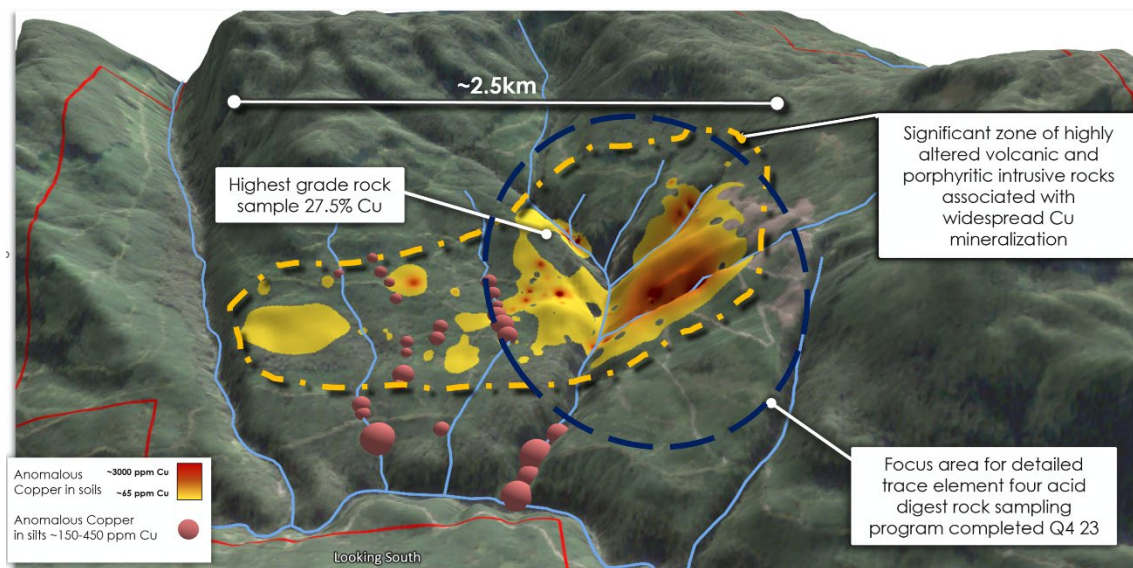 ~2.5km
Highest grade rock
sample 27.5% Cu
Significant zone of highly
altered volcanic and
porphyritic intrusive rocks
associated with
widespread Cu
mineralization
Focus area for detailed
trace element four acid
digest rock sampling
program completed Q4 23
Anomalous
Copper in soils
~3000 ppm Cu
~65 ppm Cu
Anomalous Copper
in silts ~150-450 ppm Cu
Looking South